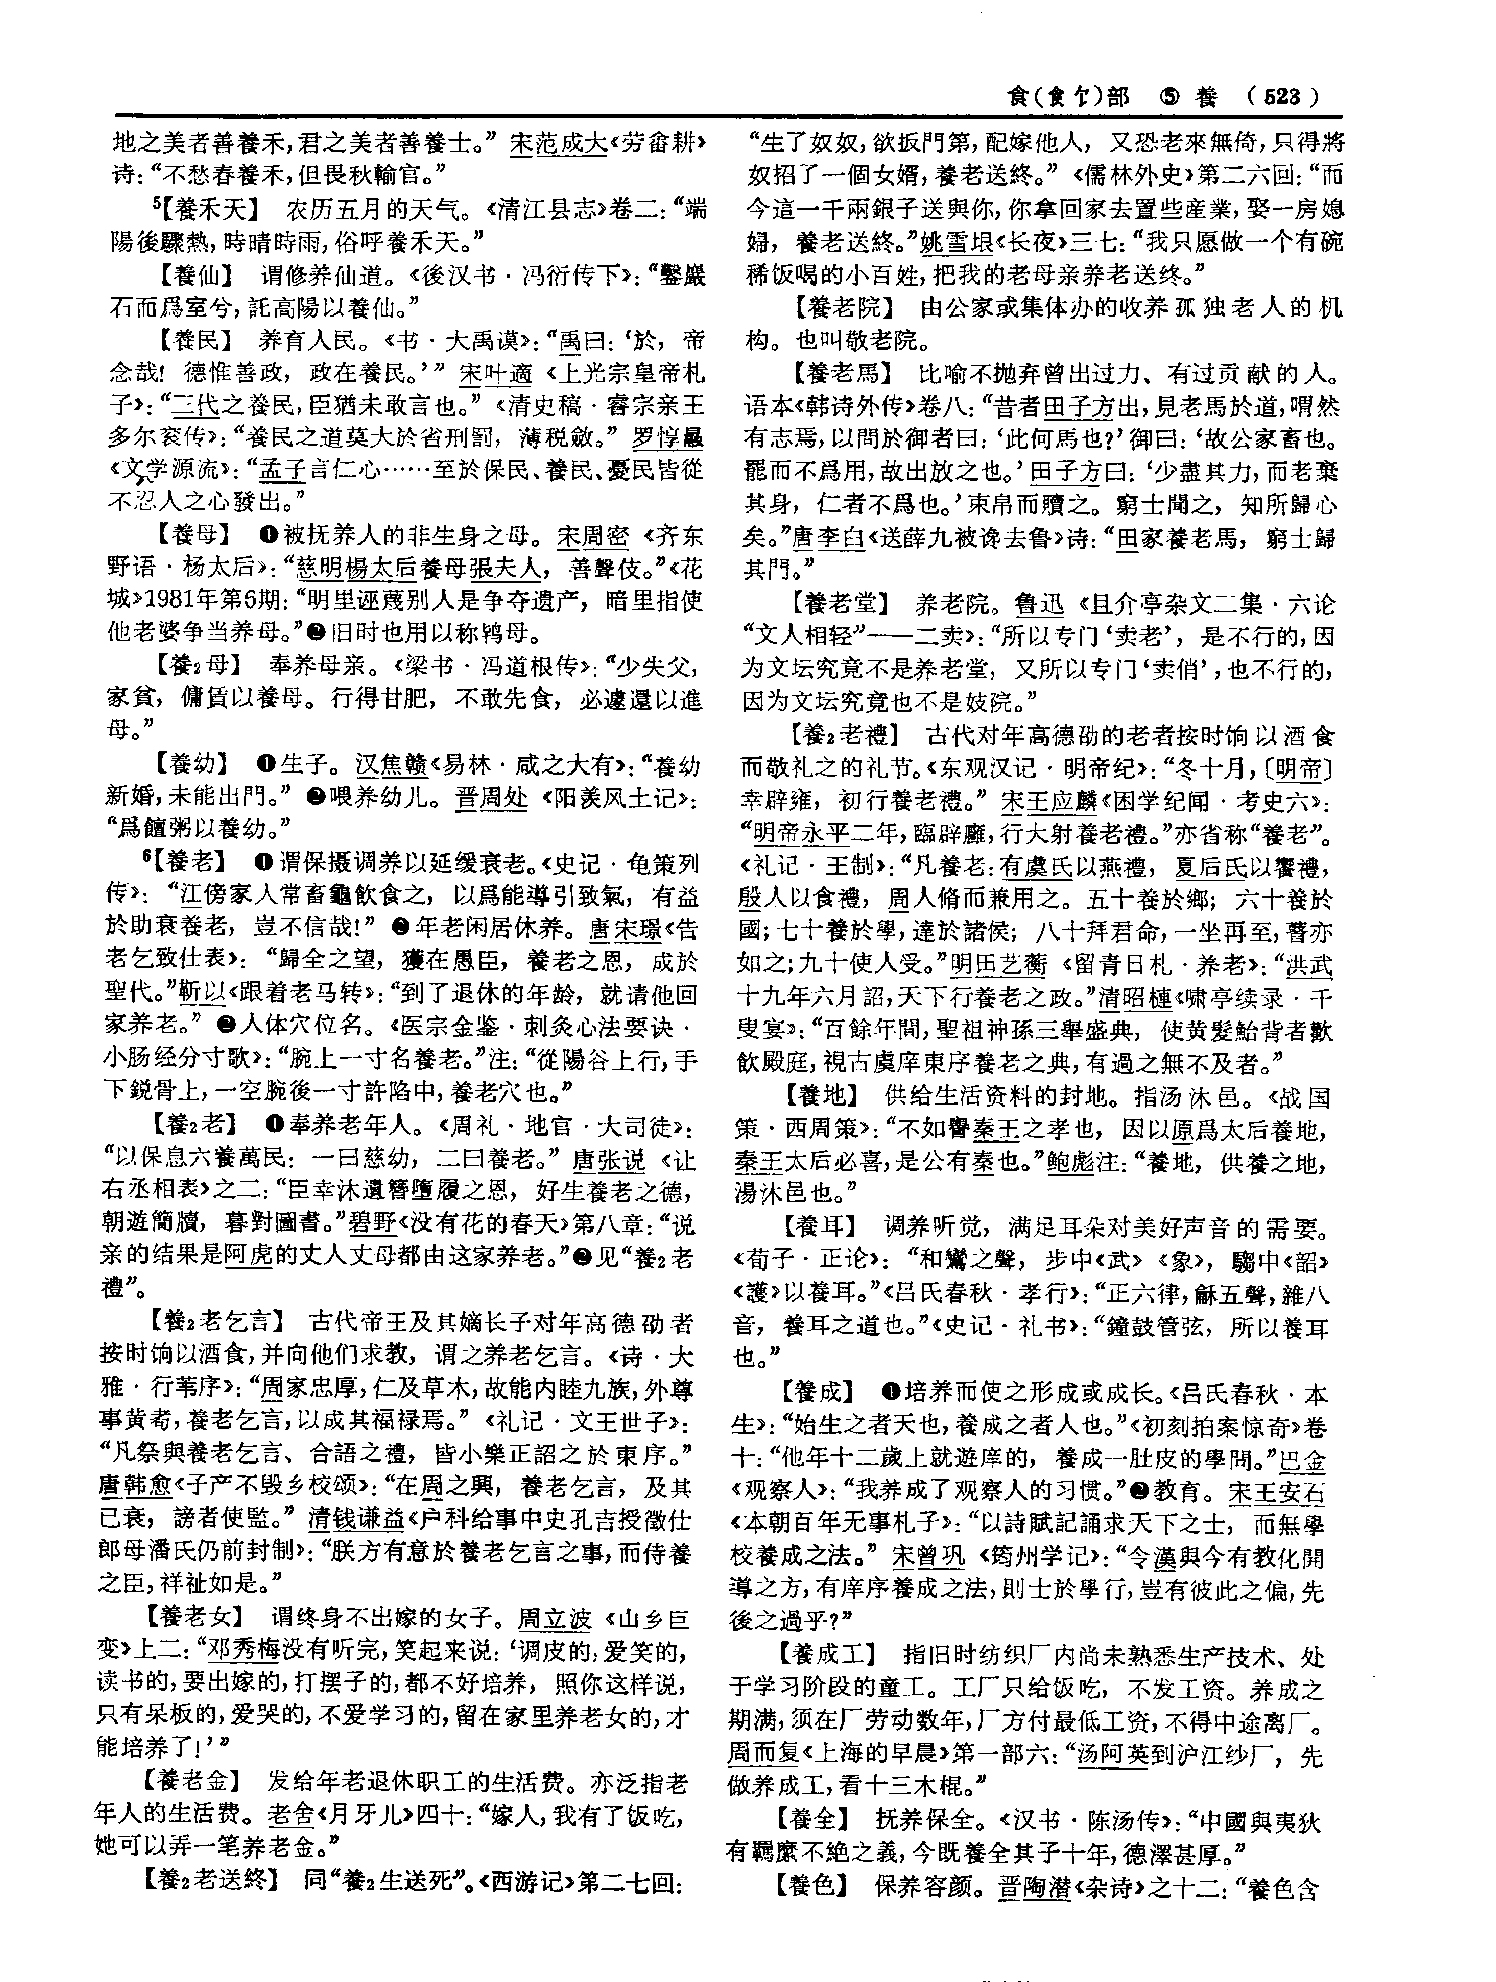 食(飠饣)部 ⑤ 養 (523)
地之美者善養禾,君之美者善養士。”宋范成大《劳畬耕》
诗:“不愁春養禾,但畏秋輸官。”
⁵【養禾天】 农历五月的天气。《清江县志》卷二:“端
陽後驟熱,時晴時雨,俗呼養禾天。”
【養仙】 谓修养仙道。《後汉书·冯衍传下》:“鑿巖
石而爲室兮,託高陽以養仙。”
【養民】 养育人民。《书·大禹谟》:“禹曰:‘於,帝
念哉!德惟善政,政在養民。’”宋叶適《上光宗皇帝札
子》:“三代之養民,臣猶未敢言也。”《清史稿·睿宗亲王
多尔衮传》:“養民之道莫大於省刑罰,薄税斂。”罗惇曧
《文学源流》:“孟子言仁心……至於保民、養民、憂民皆從
不忍人之心發出。”
【養母】 ❶被抚养人的非生身之母。宋周密《齐东
野语·杨太后》:“慈明楊太后養母張夫人,善聲伎。”《花
城》1981年第6期:“明里诬蔑别人是争夺遗产,暗里指使
他老婆争当养母。”❷旧时也用以称鸨母。
【養₂母】 奉养母亲。《梁书·冯道根传》:“少失父,
家貧,傭賃以養母。行得甘肥,不敢先食,必遽還以進
母。”
【養幼】 ❶生子。汉焦赣《易林·咸之大有》:“養幼
新婚,未能出門。”❷喂养幼儿。晋周处《阳羡风土记》:
“爲饘粥以養幼。”
⁶【養老】 ❶谓保摄调养以延缓衰老。《史记·龟策列
传》:“江傍家人常畜龜飲食之,以爲能導引致氣,有益
於助衰養老,豈不信哉!”❷年老闲居休养。唐宋璟《告
老乞致仕表》:“歸全之望,獲在愚臣,養老之恩,成於
聖代。”靳以《跟着老马转》:“到了退休的年龄,就请他回
家养老。”❸人体穴位名。《医宗金鉴·刺灸心法要诀·
小肠经分寸歌》:“腕上一寸名養老。”注:“從陽谷上行,手
下鋭骨上,一空腕後一寸許陷中,養老穴也。”
【養₂老】 ❶奉养老年人。《周礼·地官·大司徒》:
“以保息六養萬民:一曰慈幼,二曰養老。”唐张说《让
右丞相表》之二:“臣幸沐遺簪墮履之恩,好生養老之德,
朝遊簡牘,暮對圖書。”碧野《没有花的春天》第八章:“说
亲的结果是阿虎的丈人丈母都由这家养老。”❷见“養₂老
禮”。
【養₂老乞言】 古代帝王及其嫡长子对年高德劭者
按时饷以酒食,并向他们求教,谓之养老乞言。《诗·大
雅·行苇序》:“周家忠厚,仁及草木,故能内睦九族,外尊
事黄耇,養老乞言,以成其福禄焉。”《礼记·文王世子》:
“凡祭與養老乞言、合語之禮,皆小樂正詔之於東序。”
唐韩愈《子产不毁乡校颂》:“在周之興,養老乞言,及其
已衰,謗者使監。”清钱谦益《户科给事中史孔吉授徵仕
郎母潘氏仍前封制》:“朕方有意於養老乞言之事,而侍養
之臣,祥祉如是。”
【養老女】 谓终身不出嫁的女子。周立波《山乡巨
变》上二:“邓秀梅没有听完,笑起来说:‘调皮的,爱笑的,
读书的,要出嫁的,打摆子的,都不好培养,照你这样说,
只有呆板的,爱哭的,不爱学习的,留在家里养老女的,才
能培养了!’”
【養老金】 发给年老退休职工的生活费。亦泛指老
年人的生活费。老舍《月牙儿》四十:“嫁人,我有了饭吃,
她可以弄一笔养老金。”
【養₂老送終】 同“養₂生送死”。《西游记》第二七回:
“生了奴奴,欲扳門第,配嫁他人,又恐老來無倚,只得將
奴招了一個女婿,養老送終。”《儒林外史》第二六回:“而
今這一千兩銀子送與你,你拿回家去置些産業,娶一房媳
婦,養老送終。”姚雪垠《长夜》三七:“我只愿做一个有碗
稀饭喝的小百姓,把我的老母亲养老送终。”
【養老院】 由公家或集体办的收养孤独老人的机
构。也叫敬老院。
【養老馬】 比喻不抛弃曾出过力、有过贡献的人。
语本《韩诗外传》卷八:“昔者田子方出,見老馬於道,喟然
有志焉,以問於御者曰:‘此何馬也?’御曰:‘故公家畜也。
罷而不爲用,故出放之也。’田子方曰:‘少盡其力,而老棄
其身,仁者不爲也。’束帛而贖之。窮士聞之,知所歸心
矣。”唐李白《送薛九被谗去鲁》诗:“田家養老馬,窮士歸
其門。”
【養老堂】 养老院。鲁迅《且介亭杂文二集·六论
“文人相轻”——二卖》:“所以专门‘卖老’,是不行的,因
为文坛究竟不是养老堂,又所以专门‘卖俏’,也不行的,
因为文坛究竟也不是妓院。”
【養₂老禮】 古代对年高德劭的老者按时饷以酒食
而敬礼之的礼节。《东观汉记·明帝纪》:“冬十月,〔明帝〕
幸辟雍,初行養老禮。”宋王应麟《困学纪闻·考史六》:
“明帝永平二年,臨辟廱,行大射養老禮。”亦省称“養老”。
《礼记·王制》:“凡養老:有虞氏以燕禮,夏后氏以饗禮,
殷人以食禮,周人脩而兼用之。五十養於鄉;六十養於
國;七十養於學,達於諸侯;八十拜君命,一坐再至,瞽亦
如之;九十使人受。”明田艺蘅《留青日札·养老》:“洪武
十九年六月詔,天下行養老之政。”清昭槤《啸亭续录·千
叟宴》:“百餘年間,聖祖神孫三舉盛典,使黄髮鮐背者歡
飲殿庭,視古虞庠東序養老之典,有過之無不及者。”
【養地】 供给生活资料的封地。指汤沐邑。《战国
策·西周策》:“不如譽秦王之孝也,因以原爲太后養地,
秦王太后必喜,是公有秦也。”鲍彪注:“養地,供養之地,
湯沐邑也。”
【養耳】 调养听觉,满足耳朵对美好声音的需要。
《荀子·正论》:“和鸞之聲,步中《武》《象》,騶中《韶》
《護》以養耳。”《吕氏春秋·孝行》:“正六律,龢五聲,雜八
音,養耳之道也。”《史记·礼书》:“鐘鼓管弦,所以養耳
也。”
【養成】 ❶培养而使之形成或成长。《吕氏春秋·本
生》:“始生之者天也,養成之者人也。”《初刻拍案惊奇》卷
十:“他年十二歲上就遊庠的,養成一肚皮的學問。”巴金
《观察人》:“我养成了观察人的习惯。”❷教育。宋王安石
《本朝百年无事札子》:“以詩賦記誦求天下之士,而無學
校養成之法。”宋曾巩《筠州学记》:“令漢與今有教化開
導之方,有庠序養成之法,則士於學行,豈有彼此之偏,先
後之過乎?”
【養成工】 指旧时纺织厂内尚未熟悉生产技术、处
于学习阶段的童工。工厂只给饭吃,不发工资。养成之
期满,须在厂劳动数年,厂方付最低工资,不得中途离厂。
周而复《上海的早晨》第一部六:“汤阿英到沪江纱厂,先
做养成工,看十三木棍。”
【養全】 抚养保全。《汉书·陈汤传》:“中國與夷狄
有羈縻不絶之義,今既養全其子十年,德澤甚厚。”
【養色】 保养容颜。晋陶潜《杂诗》之十二:“養色含